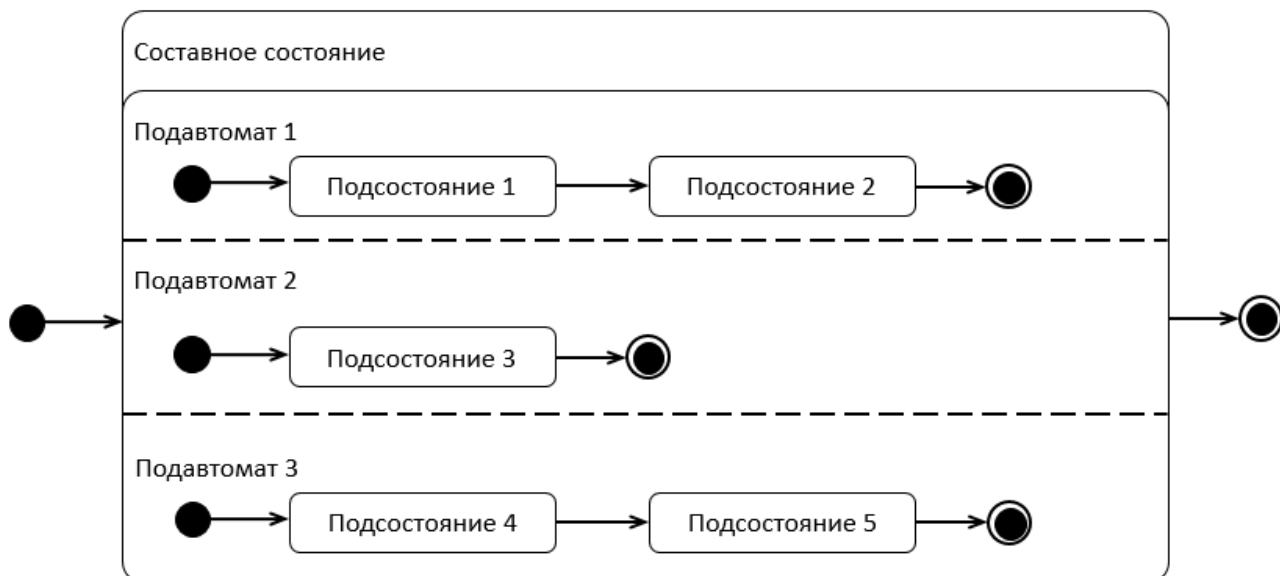 Составное состояние
Подавтомат 1
Подсостояние 1
Подсостояние 2
Подавтомат 2
Подсостояние 3
Подавтомат 3
Подсостояние 4
Подсостояние 5